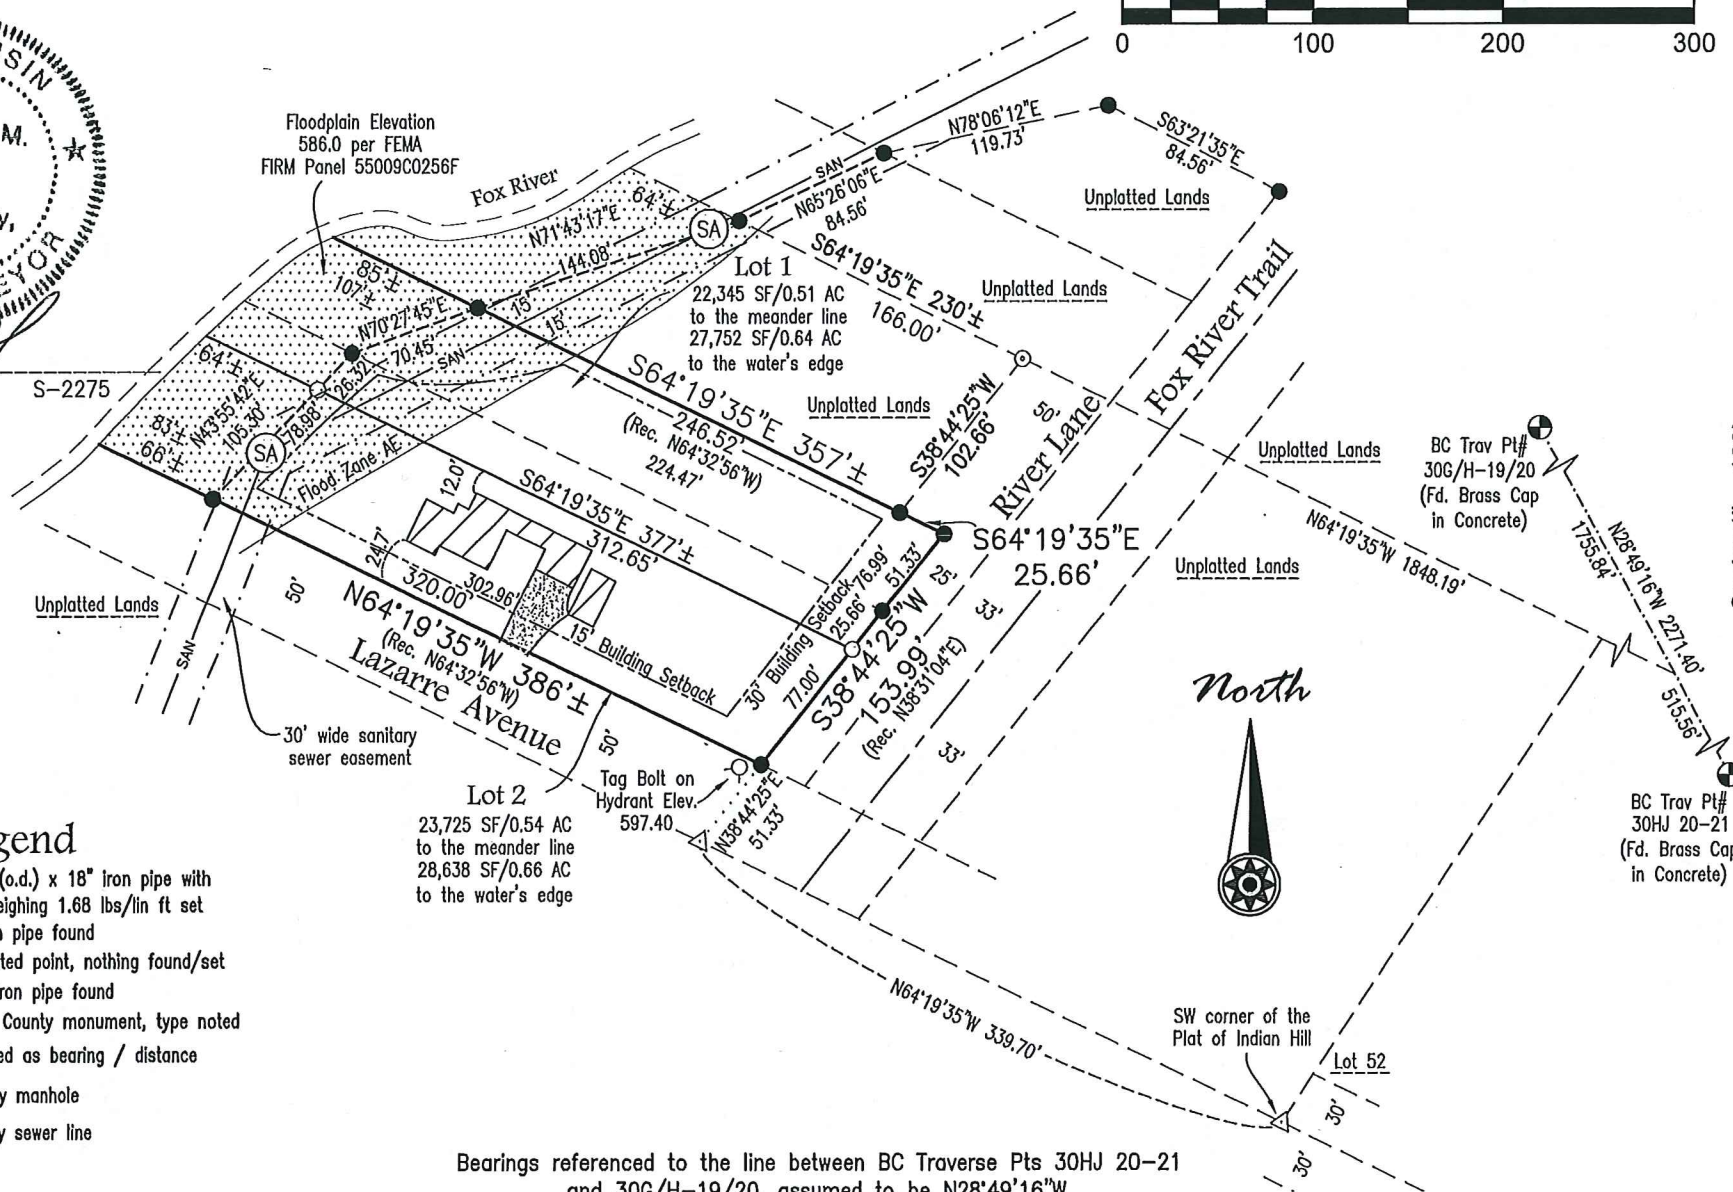 0 100 200 300
SIN
M.
y,
EYOR
S-2275
Floodplain Elevation
586.0 per FEMA
FIRM Panel 55009C0256F
Fox River
N78°06'12"E
119.73'
S63°21'35"E
84.56'
Unplatted Lands
SAN
N65°26'06"E
84.56'
64'±
SA
N71°43'17"E
144.08'
85'±
107'±
N70°27'45"E
70.45'
15'
15'
SAN
26.32'
64'±
N43°55'42"E
105.30'
78.98'
83'±
66'±
SA
Flood Zone AE
Lot 1
22,345 SF/0.51 AC
to the meander line
27,752 SF/0.64 AC
to the water's edge
S64°19'35"E 230'±
166.00'
Unplatted Lands
Fox River Trail
S64°19'35"E 357'±
246.52'
(Rec. N64°32'56"W)
224.47'
Unplatted Lands
S38°44'25"W
102.66'
50'
River Lane
Unplatted Lands
BC Trav Pt#
30G/H-19/20
(Fd. Brass Cap
in Concrete)
N64°19'35"W 1848.19'
N28°49'16"W 2271.40'
1755.84'
515.56'
S64°19'35"E
25.66'
Unplatted Lands
12.0'
S64°19'35"E 377'±
312.65'
24.7'
302.96'
320.00'
N64°19'35"W 386'±
(Rec. N64°32'56"W)
Lazarre Avenue
50'
50'
15' Building Setback
30' Building Setback
76.99'
51.33'
25.66'
77.00'
S38°44'25"W
153.99'
(Rec. N38°31'04"E)
25'
33'
33'
Unplatted Lands
SAN
30' wide sanitary
sewer easement
North
Lot 2
23,725 SF/0.54 AC
to the meander line
28,638 SF/0.66 AC
to the water's edge
Tag Bolt on
Hydrant Elev.
597.40
N38°44'25"E
51.33'
BC Trav Pt#
30HJ 20-21
(Fd. Brass Cap
in Concrete)
N64°19'35"W 339.70'
SW corner of the
Plat of Indian Hill
Lot 52
30'
30'
gend
(o.d.) x 18" iron pipe with
eighing 1.68 lbs/lin ft set
pipe found
ted point, nothing found/set
ron pipe found
County monument, type noted
ed as bearing / distance
y manhole
y sewer line
Bearings referenced to the line between BC Traverse Pts 30HJ 20-21
and 30G/H-19/20, assumed to be N28°49'16"W